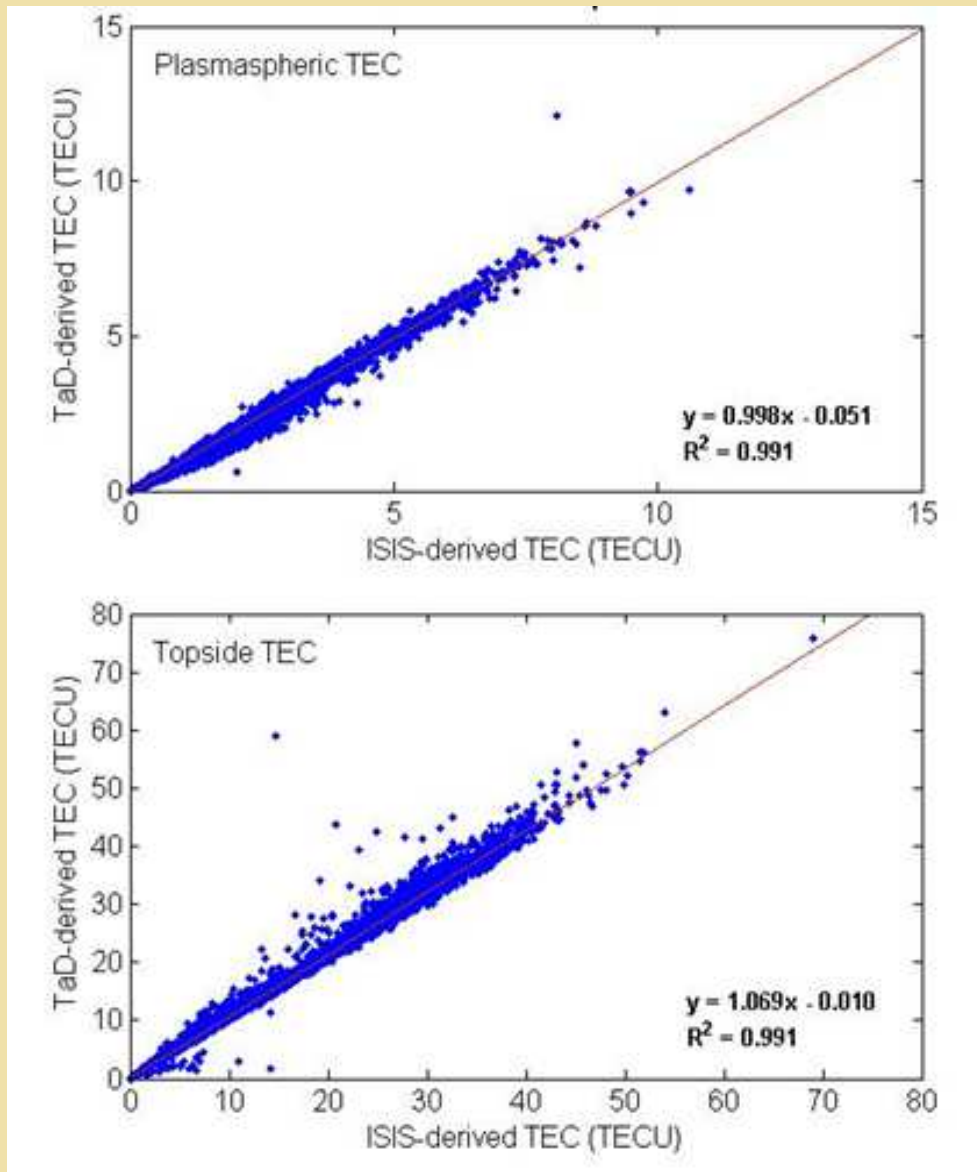 15
Plasmaspheric TEC
10
5
0
TaD-derived TEC (TECU)
y = 0.998x - 0.051
R² = 0.991
0 5 10 15
ISIS-derived TEC (TECU)
80
Topside TEC
70
60
50
40
30
20
10
0
TaD-derived TEC (TECU)
y = 1.069x - 0.010
R² = 0.991
0 10 20 30 40 50 60 70 80
ISIS-derived TEC (TECU)